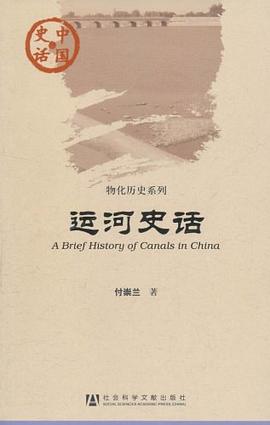 中国史话
物化历史系列
运河史话
A Brief History of Canals in China
付崇兰 著
社会科学文献出版社
SOCIAL SCIENCES ACADEMIC PRESS (CHINA)